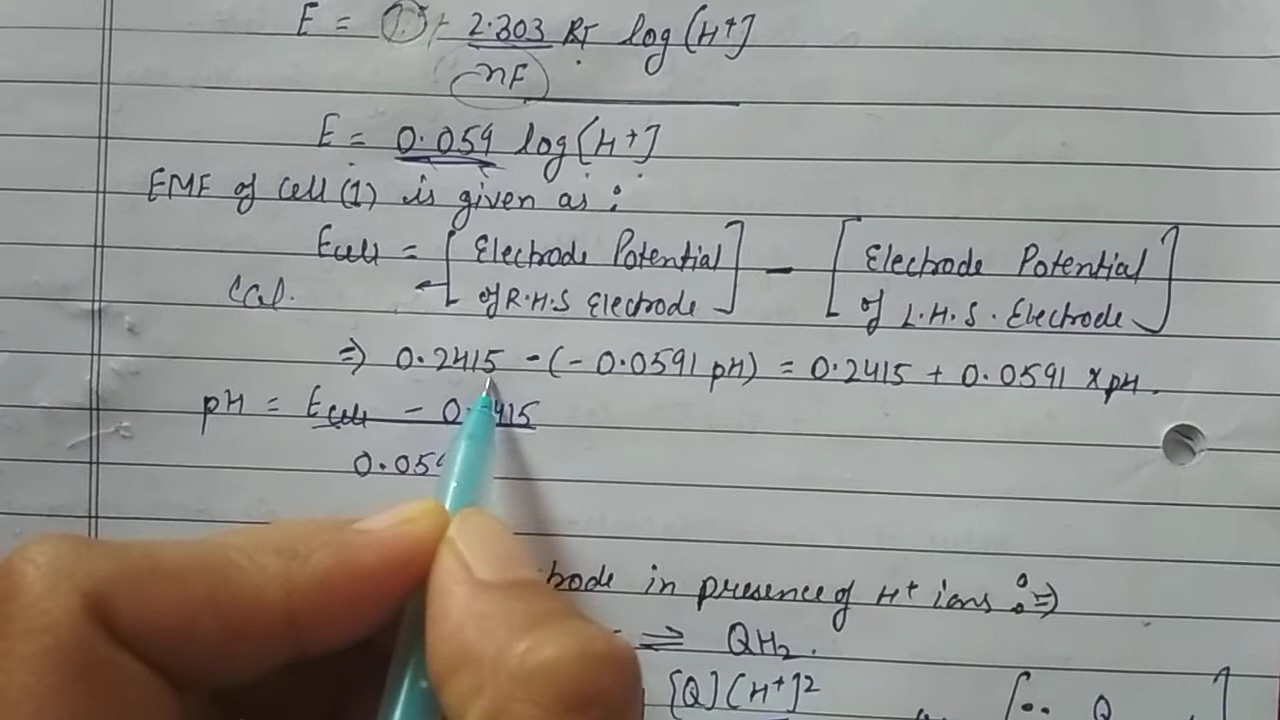 E = 2.303 RT log [H+]
nF
E = 0.059 log [H+]
EMF of cell (1) is given as :
Ecell = [Electrode Potential of R.H.S Electrode] - [Electrode Potential of L.H.S. Electrode]
Cal.
⇒ 0.2415 - (- 0.0591 pH) = 0.2415 + 0.0591 x pH.
pH = Ecell - 0.2415
0.059
in presence of H+ ions :⇒
⇌ QH2.
[Q] [H+]2
Q